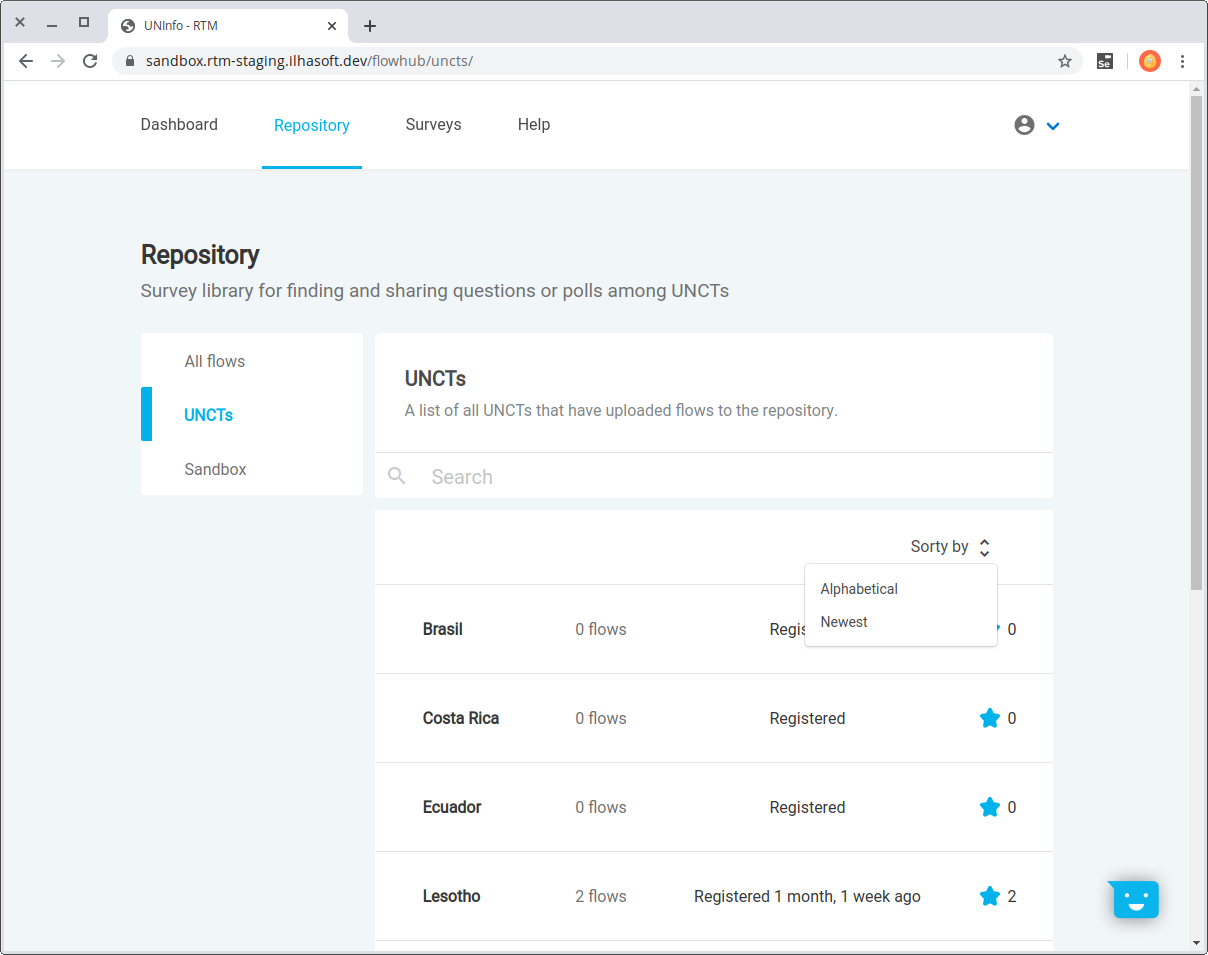 UNInfo - RTM
sandbox.rtm-staging.ilhasoft.dev/flowhub/uncts/
Se
Dashboard Repository Surveys Help
Repository
Survey library for finding and sharing questions or polls among UNCTs
All flows
UNCTs
Sandbox
UNCTs
A list of all UNCTs that have uploaded flows to the repository.
Search
Sorty by
Alphabetical
Newest
Brasil 0 flows Regis 0
Costa Rica 0 flows Registered 0
Ecuador 0 flows Registered 0
Lesotho 2 flows Registered 1 month, 1 week ago 2